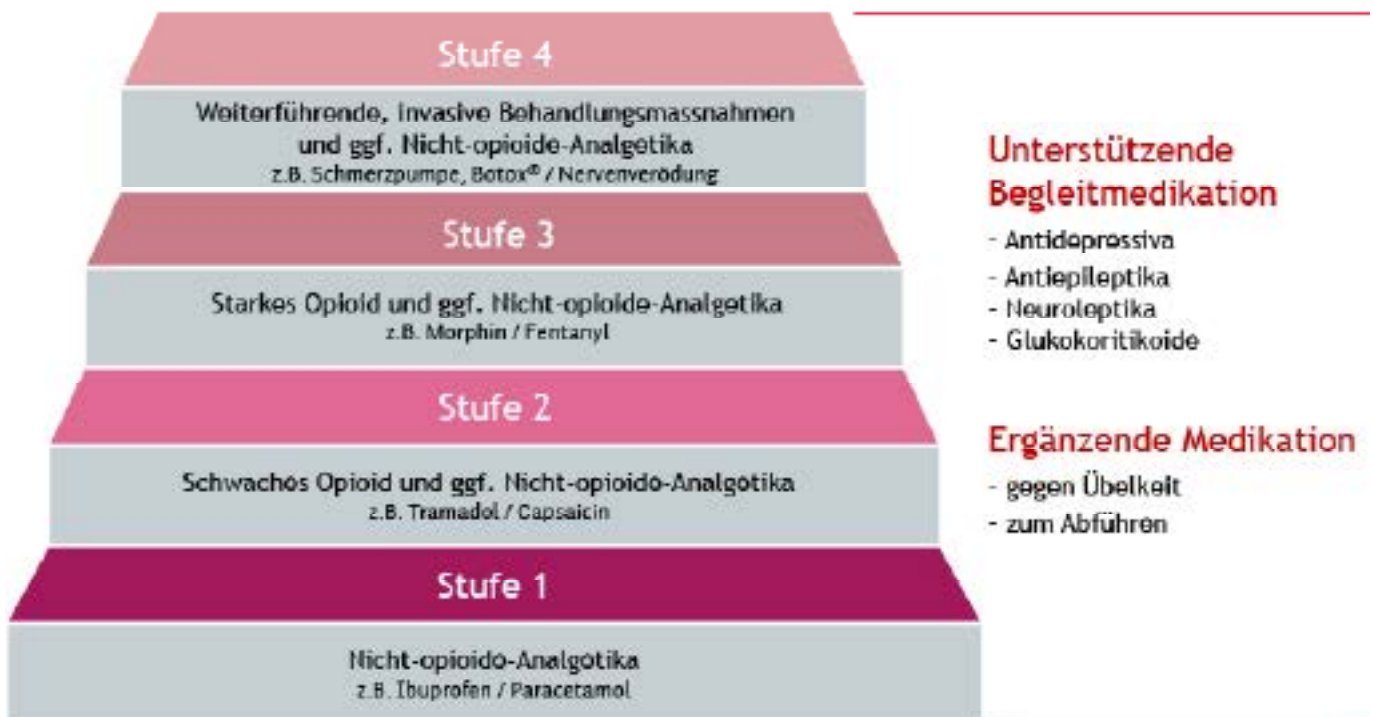 Stufe 4
Weiterführende, Invasive Behandlungsmassnahmen
und ggf. Nicht-opioide-Analgetika
z.B. Schmerzpumpe, Botox® / Nervenverödung
Stufe 3
Starkes Opioid und ggf. Nicht-opioide-Analgetika
z.B. Morphin / Fentanyl
Stufe 2
Schwaches Opioid und ggf. Nicht-opioide-Analgetika
z.B. Tramadol / Capsaicin
Stufe 1
Nicht-opioide-Analgetika
z.B. Ibuprofen / Paracetamol
Unterstützende
Begleitmedikation
- Antidepressiva
- Antiepileptika
- Neuroleptika
- Glukokoritikoide
Ergänzende Medikation
- gegen Übelkeit
- zum Abführen